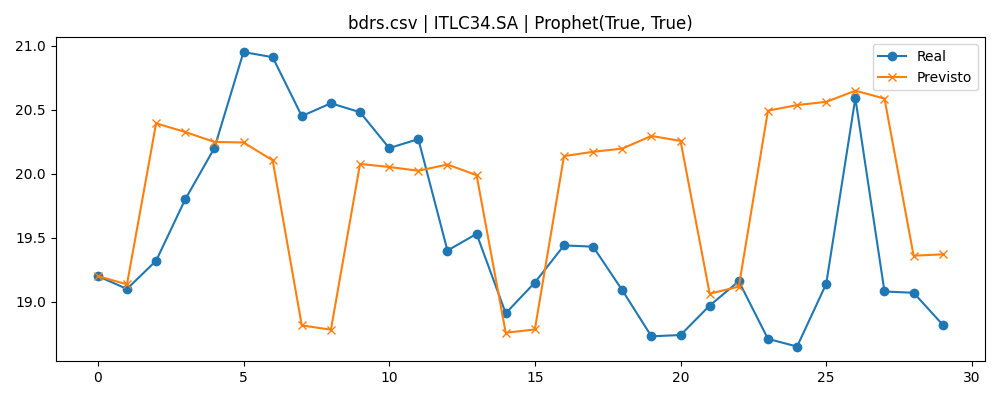 bdrs.csv | ITLC34.SA | Prophet(True, True)
Real
Previsto
21.0
20.5
20.0
19.5
19.0
0 5 10 15 20 25 30